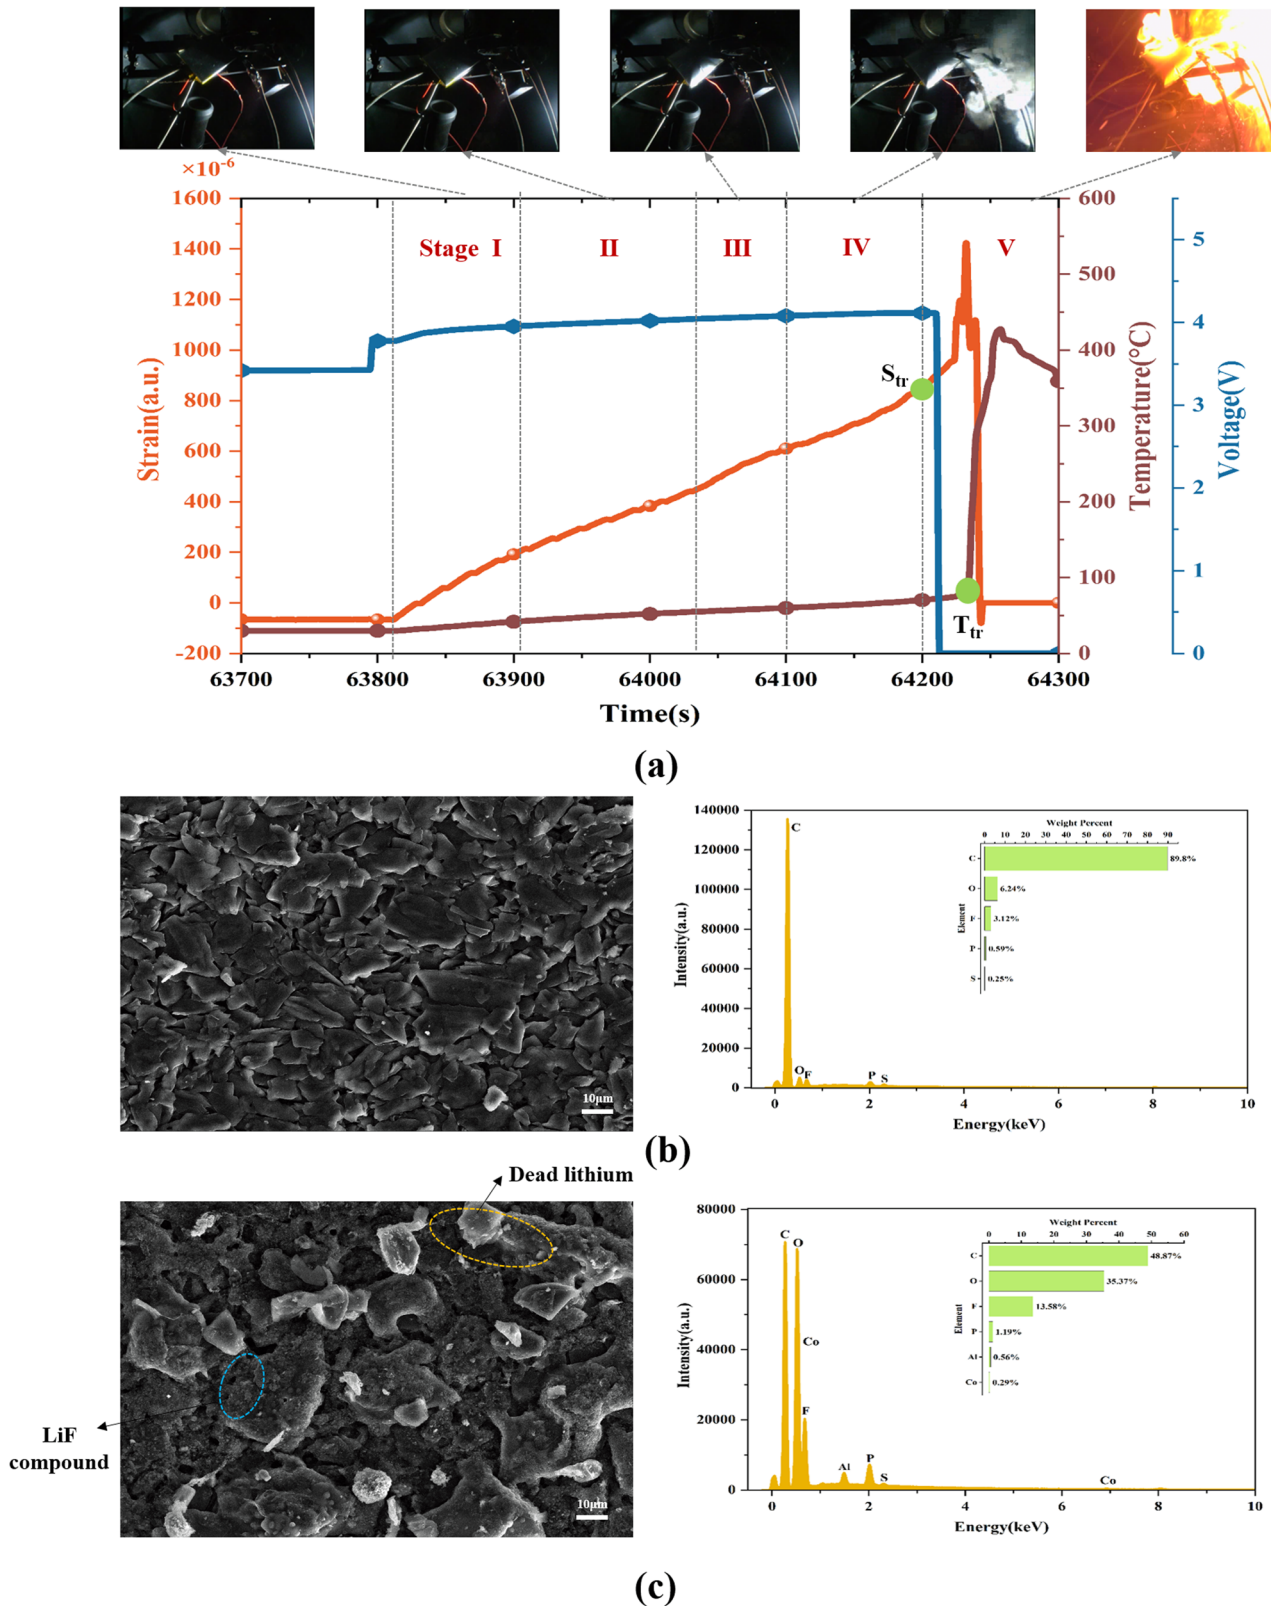 ×10⁻⁶
1600
1400
1200
1000
800
600
400
200
0
-200
Strain(a.u.)
Stage I
II
III
IV
V
S_tr
T_tr
600
500
400
300
200
100
0
Temperature(°C)
5
4
3
2
1
0
Voltage(V)
63700 63800 63900 64000 64100 64200 64300
Time(s)
(a)
10μm
140000
120000
100000
80000
60000
40000
20000
0
Intensity(a.u.)
C
O F P S
0 2 4 6 8 10
Energy(keV)
Weight Percent
0 10 20 30 40 50 60 70 80 90
Element
C 89.8%
O 6.24%
F 3.12%
P 0.59%
S 0.25%
(b)
Dead lithium
LiF
compound
10μm
80000
60000
40000
20000
0
Intensity(a.u.)
C O
Co
F
Al P S Co
0 2 4 6 8 10
Energy(keV)
Weight Percent
0 10 20 30 40 50 60
Element
C 48.87%
O 35.37%
F 13.58%
P 1.19%
Al 0.56%
Co 0.29%
(c)